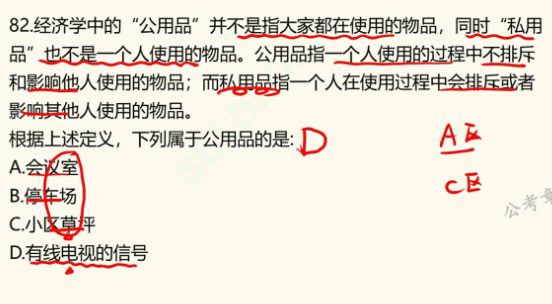 82.经济学中的“公用品”并不是指大家都在使用的物品，同时“私用
品”也不是一个人使用的物品。公用品指一个人使用的过程中不排斥
和影响他人使用的物品；而私用品指一个人在使用过程中会排斥或者
影响其他人使用的物品。
根据上述定义，下列属于公用品的是: D
A.会议室
B.停车场
C.小区草坪
D.有线电视的信号
A区
C区
公考章